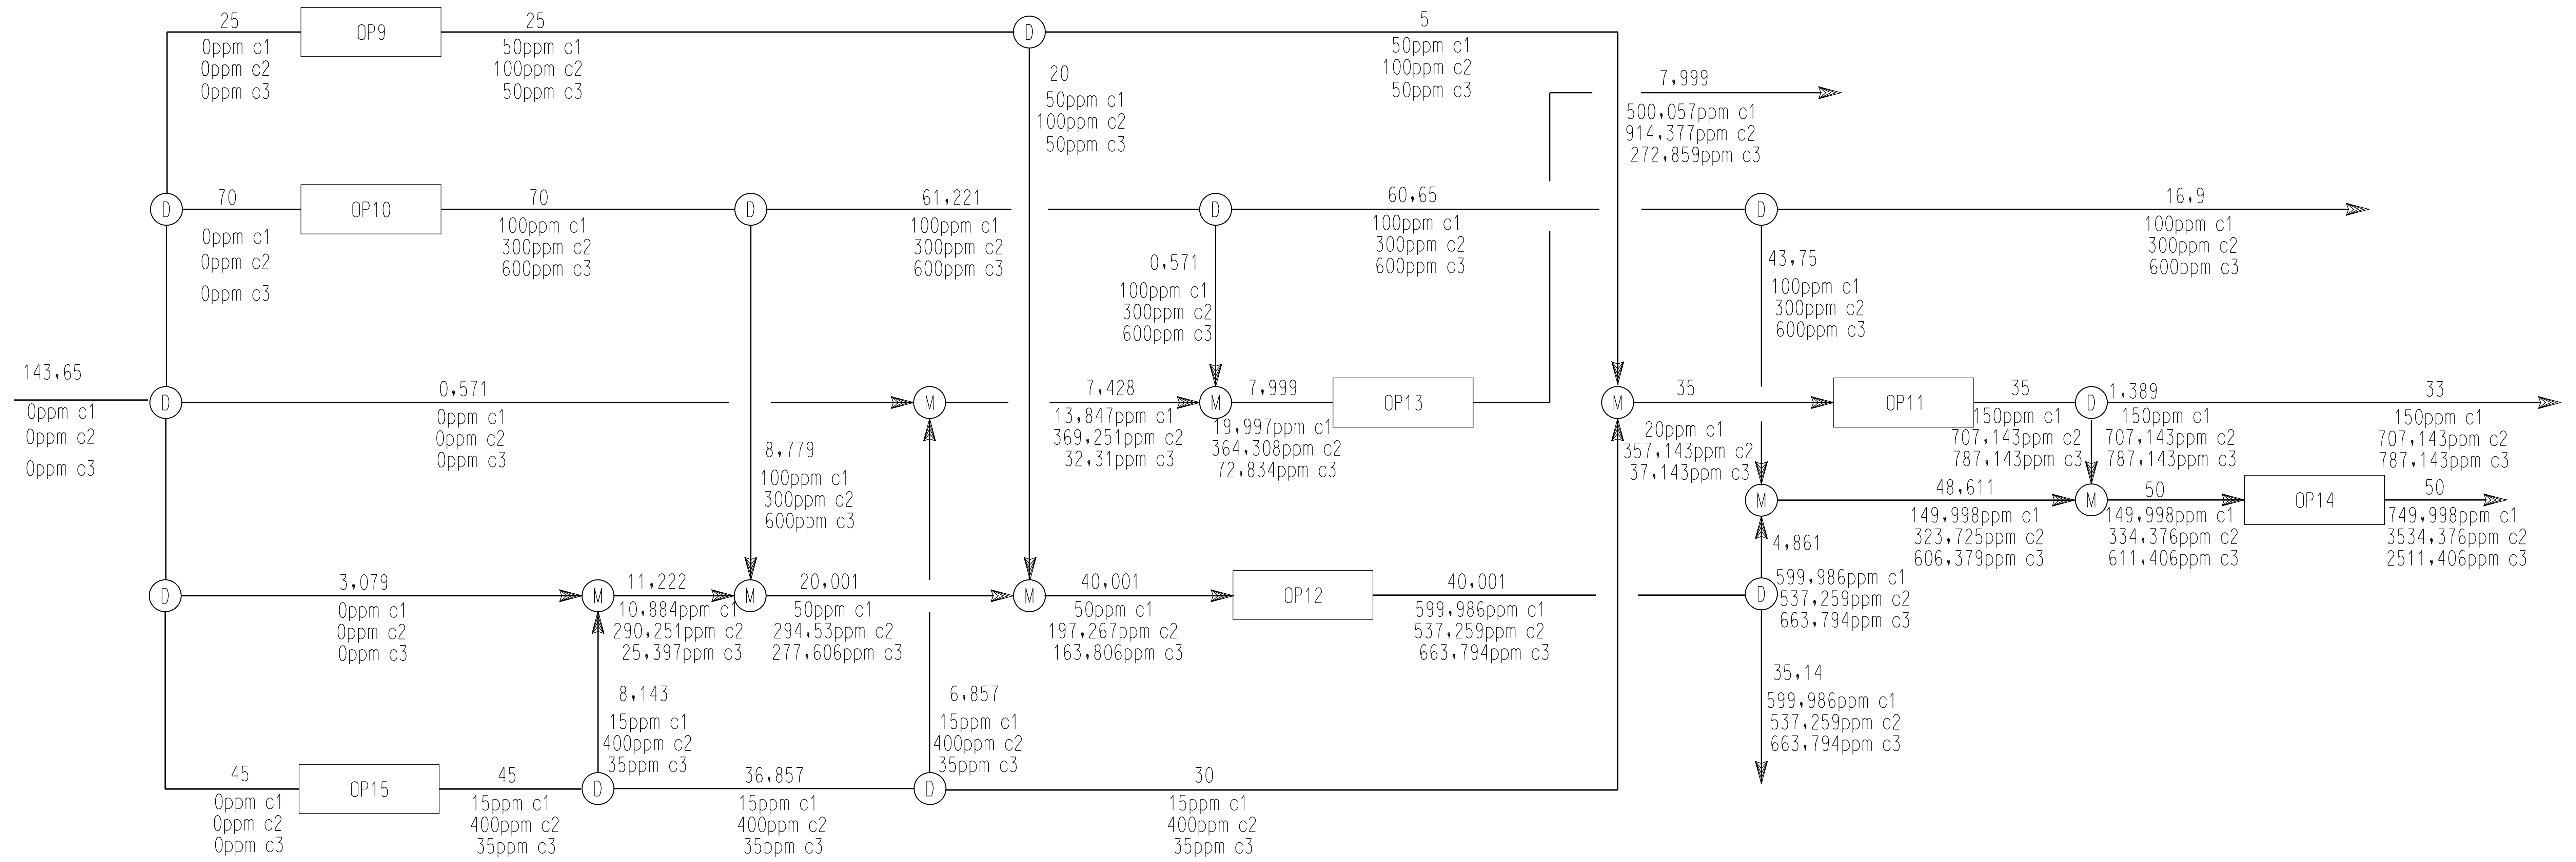 25
0ppm c1
0ppm c2
0ppm c3
OP9
25
50ppm c1
100ppm c2
50ppm c3
D
5
50ppm c1
100ppm c2
50ppm c3
20
50ppm c1
100ppm c2
50ppm c3
7,999
500,057ppm c1
914,377ppm c2
272,859ppm c3
D
70
0ppm c1
0ppm c2
0ppm c3
OP10
70
100ppm c1
300ppm c2
600ppm c3
D
61,221
100ppm c1
300ppm c2
600ppm c3
D
60,65
100ppm c1
300ppm c2
600ppm c3
D
16,9
100ppm c1
300ppm c2
600ppm c3
0,571
100ppm c1
300ppm c2
600ppm c3
43,75
100ppm c1
300ppm c2
600ppm c3
143,65
0ppm c1
0ppm c2
0ppm c3
D
0,571
0ppm c1
0ppm c2
0ppm c3
M
7,428
13,847ppm c1
369,251ppm c2
32,31ppm c3
M
7,999
19,997ppm c1
364,308ppm c2
72,834ppm c3
OP13
M
35
20ppm c1
357,143ppm c2
37,143ppm c3
OP11
35
150ppm c1
707,143ppm c2
787,143ppm c3
D
1,389
150ppm c1
707,143ppm c2
787,143ppm c3
33
150ppm c1
707,143ppm c2
787,143ppm c3
8,779
100ppm c1
300ppm c2
600ppm c3
M
48,611
149,998ppm c1
323,725ppm c2
606,379ppm c3
M
50
149,998ppm c1
334,376ppm c2
611,406ppm c3
OP14
50
749,998ppm c1
3534,376ppm c2
2511,406ppm c3
D
3,079
0ppm c1
0ppm c2
0ppm c3
M
11,222
10,884ppm c1
290,251ppm c2
25,397ppm c3
M
20,001
50ppm c1
294,53ppm c2
277,606ppm c3
M
40,001
50ppm c1
197,267ppm c2
163,806ppm c3
OP12
40,001
599,986ppm c1
537,259ppm c2
663,794ppm c3
D
4,861
599,986ppm c1
537,259ppm c2
663,794ppm c3
8,143
15ppm c1
400ppm c2
35ppm c3
6,857
15ppm c1
400ppm c2
35ppm c3
35,14
599,986ppm c1
537,259ppm c2
663,794ppm c3
45
0ppm c1
0ppm c2
0ppm c3
OP15
45
15ppm c1
400ppm c2
35ppm c3
D
36,857
15ppm c1
400ppm c2
35ppm c3
D
30
15ppm c1
400ppm c2
35ppm c3